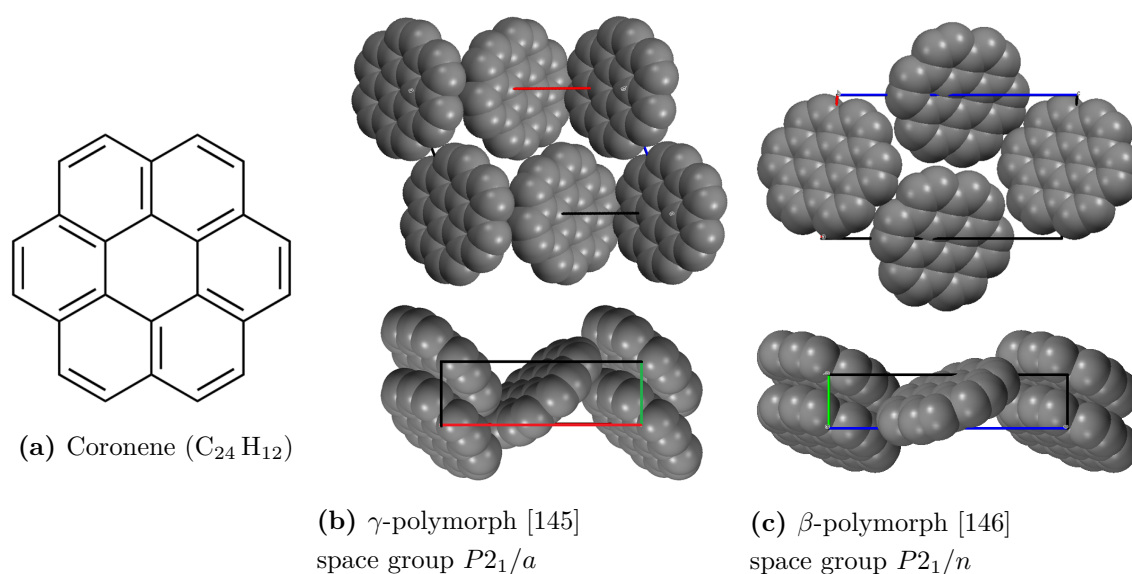 (a) Coronene (C₂₄ H₁₂)
(b) γ-polymorph [145]
space group P2₁/a
(c) β-polymorph [146]
space group P2₁/n